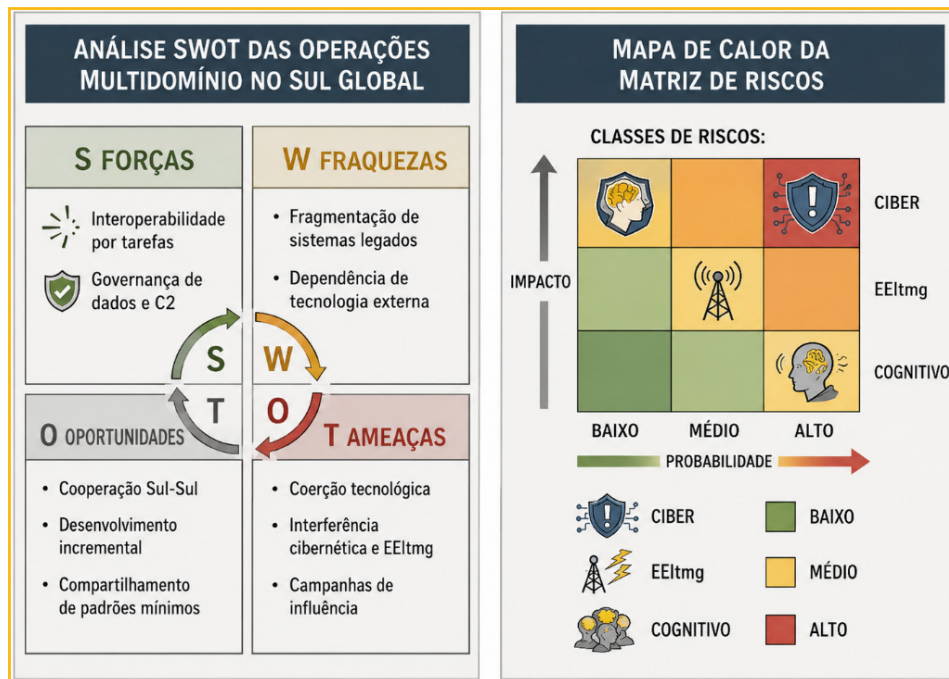 ANÁLISE SWOT DAS OPERAÇÕES
MULTIDOMÍNIO NO SUL GLOBAL
S FORÇAS
Interoperabilidade
por tarefas
Governança de
dados e C2
W FRAQUEZAS
• Fragmentação de
sistemas legados
• Dependência de
tecnologia externa
S
W
T
O
O OPORTUNIDADES
• Cooperação Sul-Sul
• Desenvolvimento
incremental
• Compartilhamento
de padrões mínimos
T AMEAÇAS
• Coerção tecnológica
• Interferência
cibernética e EEltmg
• Campanhas de
influência
MAPA DE CALOR DA
MATRIZ DE RISCOS
CLASSES DE RISCOS:
IMPACTO
CIBER
EEltmg
COGNITIVO
BAIXO
MÉDIO
ALTO
PROBABILIDADE
CIBER
BAIXO
EEltmg
MÉDIO
COGNITIVO
ALTO